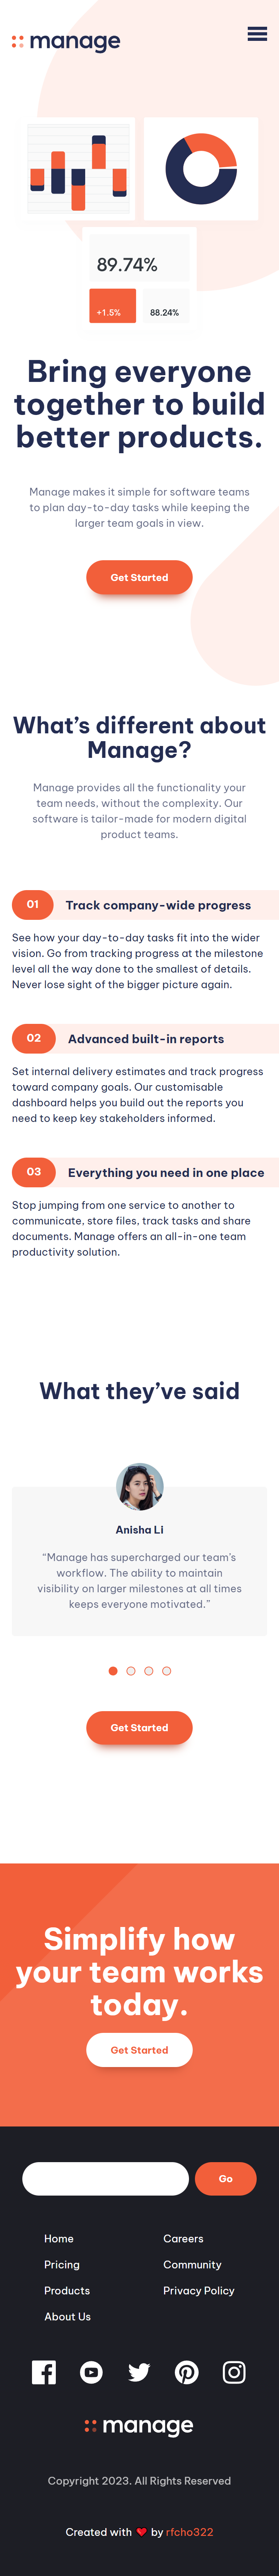 manage
89.74%
+1.5%
88.24%
Bring everyone
together to build
better products.
Manage makes it simple for software teams
to plan day-to-day tasks while keeping the
larger team goals in view.
Get Started
What’s different about
Manage?
Manage provides all the functionality your
team needs, without the complexity. Our
software is tailor-made for modern digital
product teams.
01 Track company-wide progress
See how your day-to-day tasks fit into the wider
vision. Go from tracking progress at the milestone
level all the way done to the smallest of details.
Never lose sight of the bigger picture again.
02 Advanced built-in reports
Set internal delivery estimates and track progress
toward company goals. Our customisable
dashboard helps you build out the reports you
need to keep key stakeholders informed.
03 Everything you need in one place
Stop jumping from one service to another to
communicate, store files, track tasks and share
documents. Manage offers an all-in-one team
productivity solution.
What they’ve said
Anisha Li
“Manage has supercharged our team’s
workflow. The ability to maintain
visibility on larger milestones at all times
keeps everyone motivated.”
Get Started
Simplify how
your team works
today.
Get Started
Go
Home
Pricing
Products
About Us
Careers
Community
Privacy Policy
manage
Copyright 2023. All Rights Reserved
Created with ❤ by rfcho322